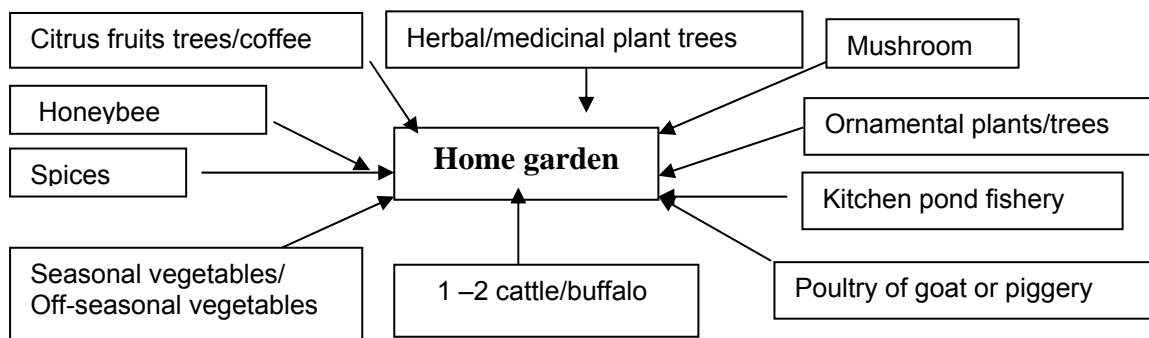 Citrus fruits trees/coffee
Herbal/medicinal plant trees
Mushroom
Honeybee
Ornamental plants/trees
Home garden
Spices
Kitchen pond fishery
Seasonal vegetables/
Off-seasonal vegetables
1 –2 cattle/buffalo
Poultry of goat or piggery